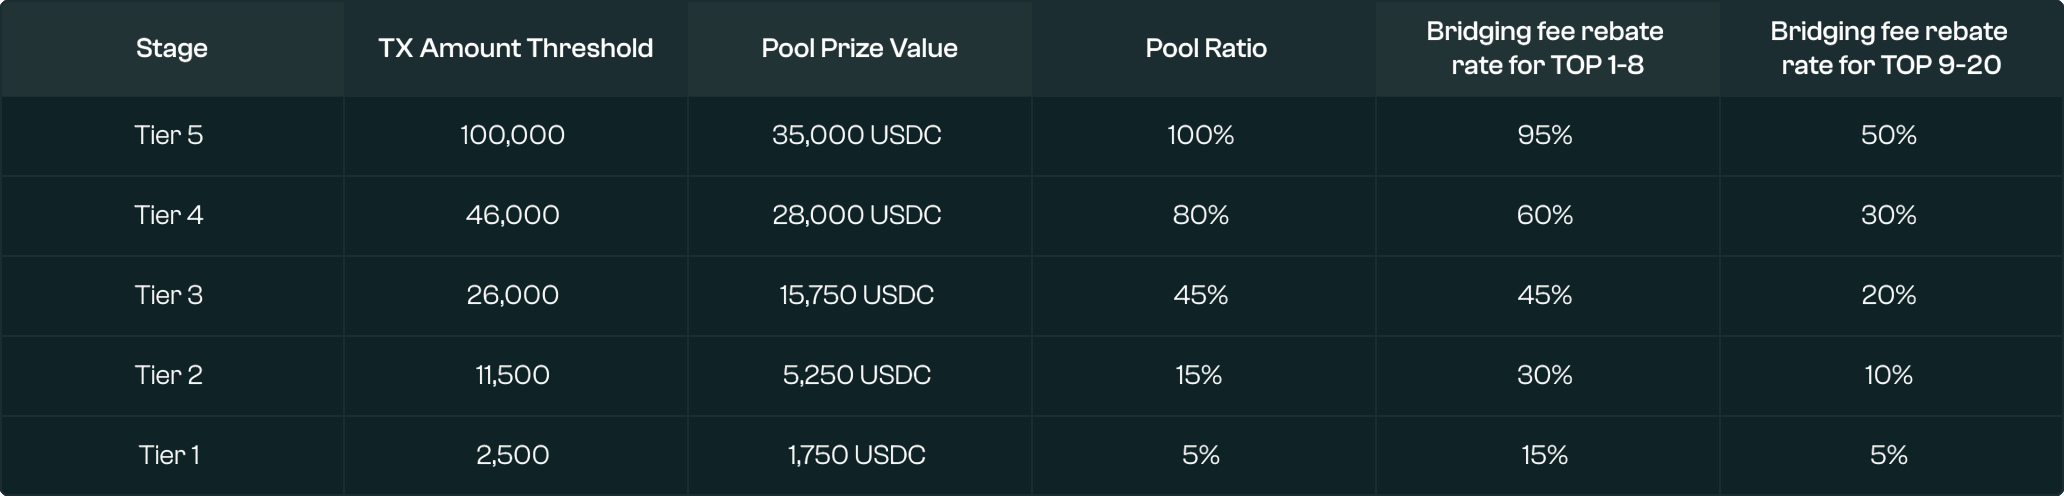 Stage TX Amount Threshold Pool Prize Value Pool Ratio Bridging fee rebate rate for TOP 1-8 Bridging fee rebate rate for TOP 9-20
Tier 5 100,000 35,000 USDC 100% 95% 50%
Tier 4 46,000 28,000 USDC 80% 60% 30%
Tier 3 26,000 15,750 USDC 45% 45% 20%
Tier 2 11,500 5,250 USDC 15% 30% 10%
Tier 1 2,500 1,750 USDC 5% 15% 5%